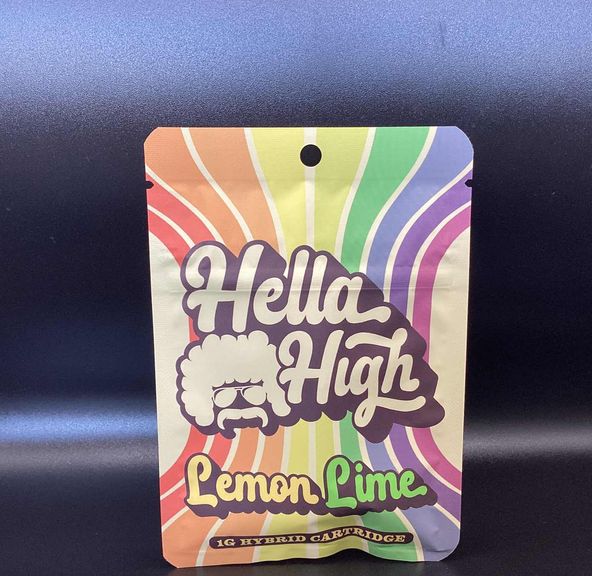 Hella
High
Lemon Lime
1G HYBRID CARTRIDGE